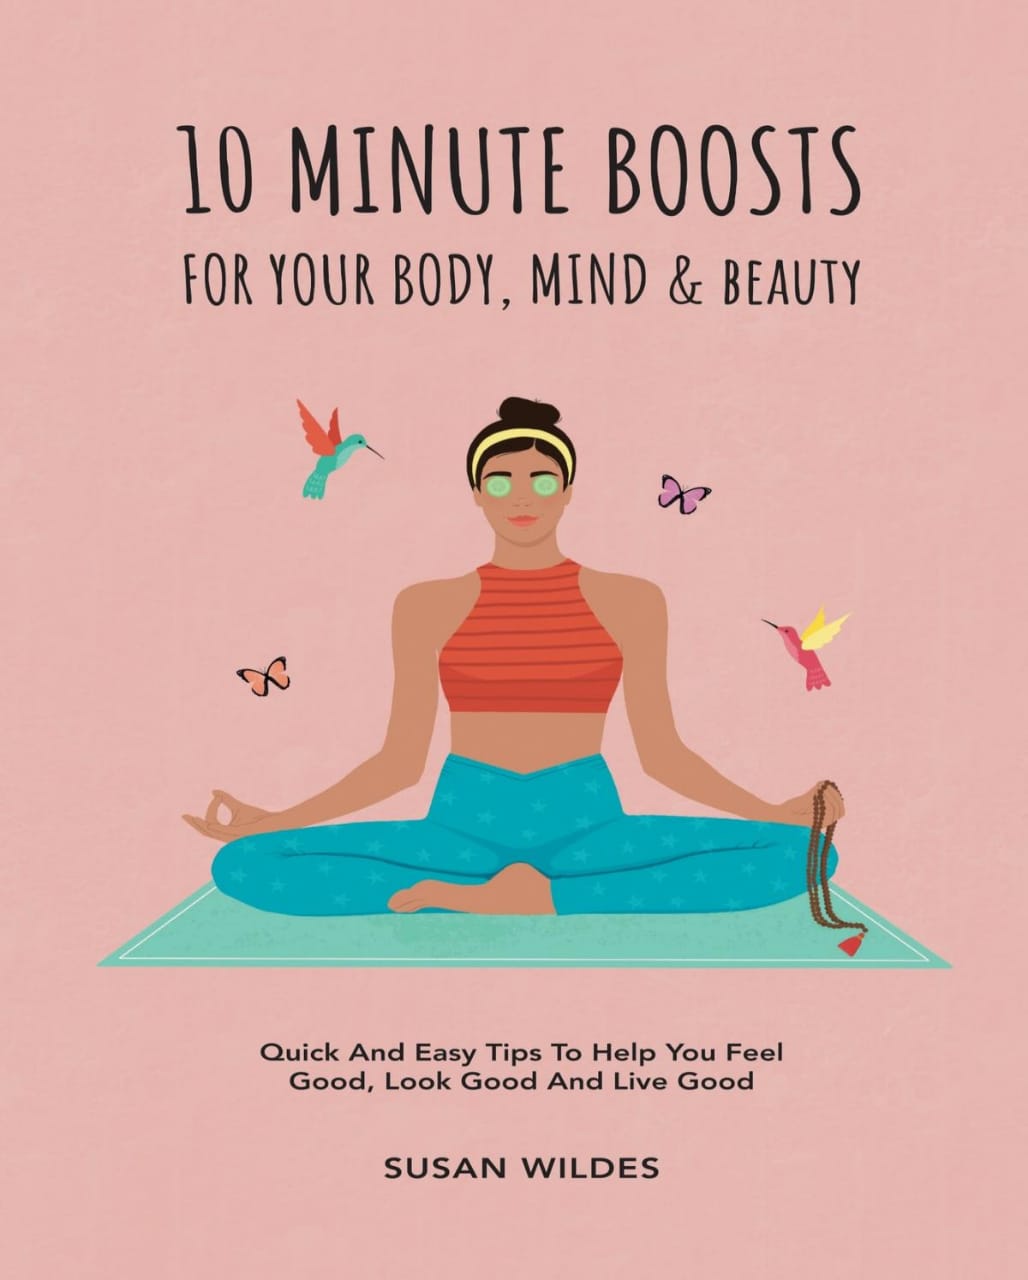 10 MINUTE BOOSTS
FOR YOUR BODY, MIND & BEAUTY
Quick And Easy Tips To Help You Feel
Good, Look Good And Live Good
SUSAN WILDES